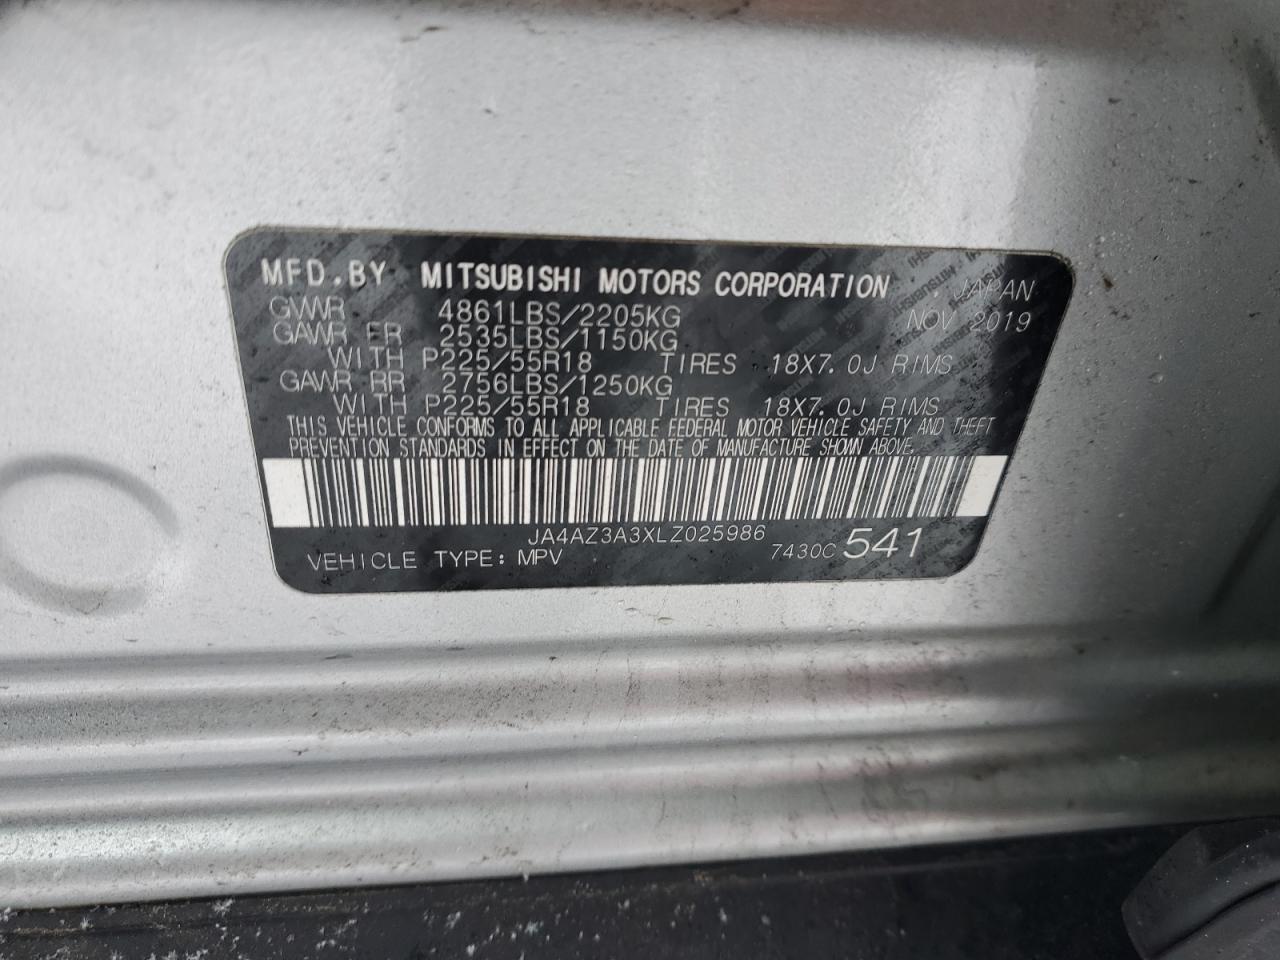 MFD. BY MITSUBISHI MOTORS CORPORATION , JAPAN
GVWR 4861LBS/2205KG NOV 2019
GAWR FR 2535LBS/1150KG
WITH P225/55R18 TIRES 18X7.0J RIMS
GAWR RR 2756LBS/1250KG
WITH P225/55R18 TIRES 18X7.0J RIMS
THIS VEHICLE CONFORMS TO ALL APPLICABLE FEDERAL MOTOR VEHICLE SAFETY AND THEFT
PREVENTION STANDARDS IN EFFECT ON THE DATE OF MANUFACTURE SHOWN ABOVE.
JA4AZ3A3XLZ025986
VEHICLE TYPE: MPV 7430C 541